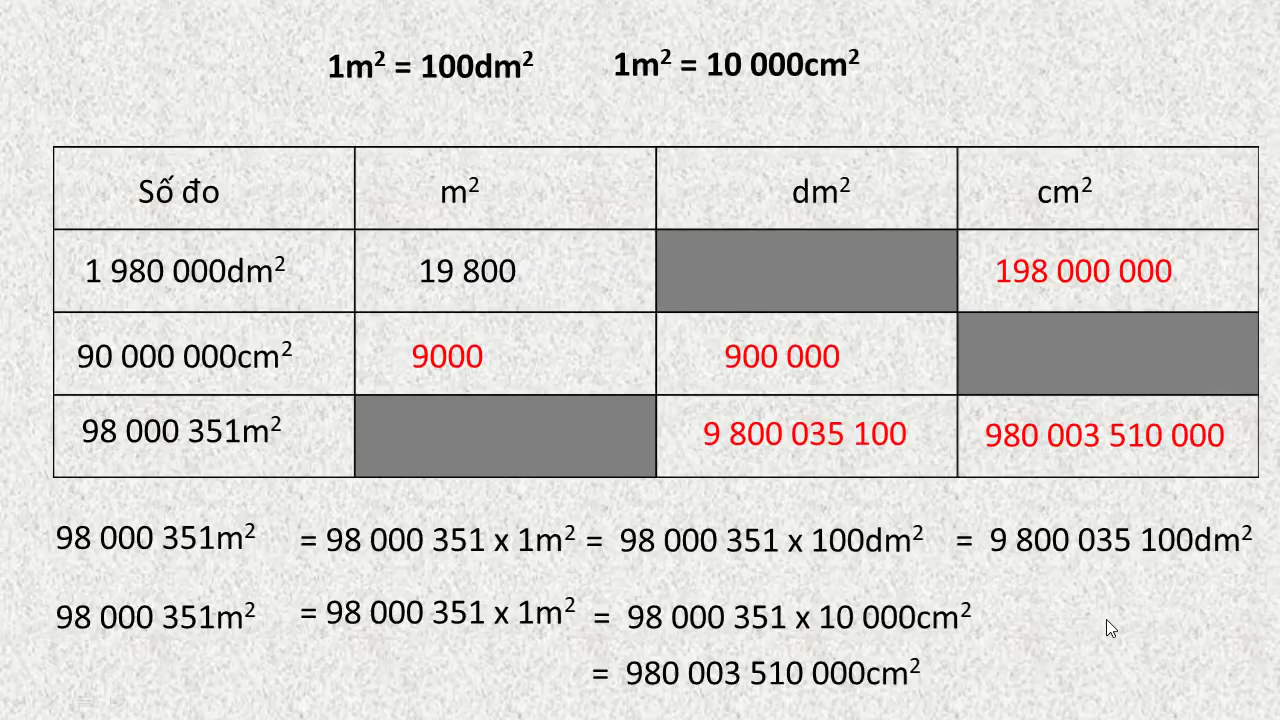 1m² = 100dm² 1m² = 10 000cm²
Số đo m² dm² cm²
1 980 000dm² 19 800 198 000 000
90 000 000cm² 9000 900 000
98 000 351m² 9 800 035 100 980 003 510 000
98 000 351m² = 98 000 351 x 1m² = 98 000 351 x 100dm² = 9 800 035 100dm²
98 000 351m² = 98 000 351 x 1m² = 98 000 351 x 10 000cm²
= 980 003 510 000cm²